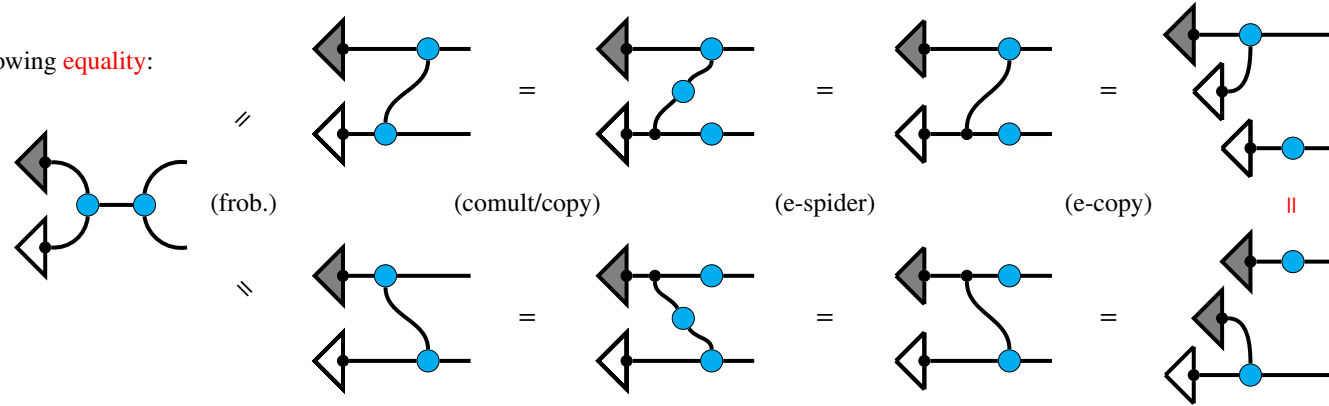 owing equality:
= = = =
(frob.) (comult/copy) (e-spider) (e-copy) =
= = = =